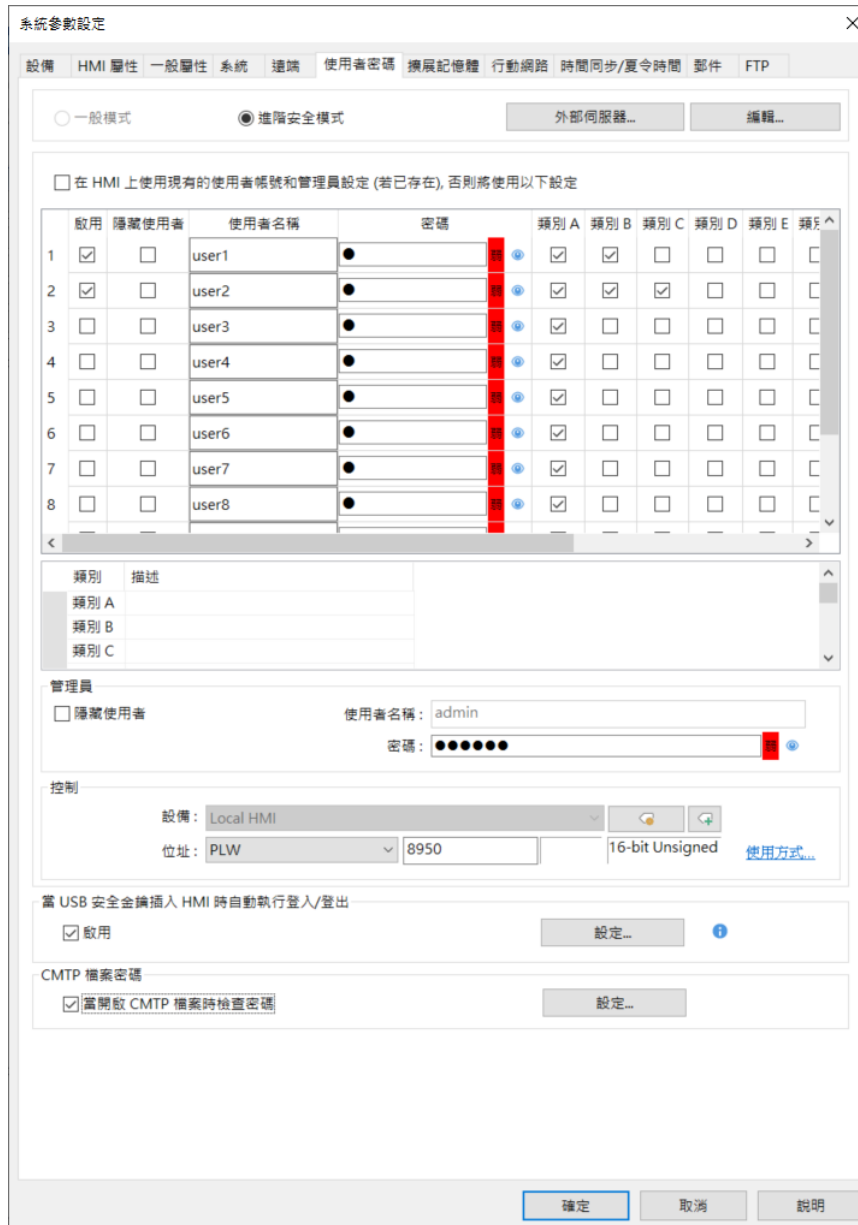 系統參數設定
設備 HMI 屬性 一般屬性 系統 遠端 使用者密碼 擴展記憶體 行動網路 時間同步/夏令時間 郵件 FTP
一般模式 進階安全模式 外部伺服器... 編輯...
在 HMI 上使用現有的使用者帳號和管理員設定 (若已存在), 否則將使用以下設定
啟用 隱藏使用者 使用者名稱 密碼 類別 A 類別 B 類別 C 類別 D 類別 E
1 user1 ●
2 user2 ●
3 user3 ●
4 user4 ●
5 user5 ●
6 user6 ●
7 user7 ●
8 user8 ●
類別 描述
類別 A
類別 B
類別 C
管理員
隱藏使用者 使用者名稱 : admin
密碼 : ●●●●●●
控制
設備 : Local HMI
位址 : PLW 8950 16-bit Unsigned 使用方式...
當 USB 安全金鑰插入 HMI 時自動執行登入/登出
啟用 設定...
CMTP 檔案密碼
當開啟 CMTP 檔案時檢查密碼 設定...
確定 取消 說明